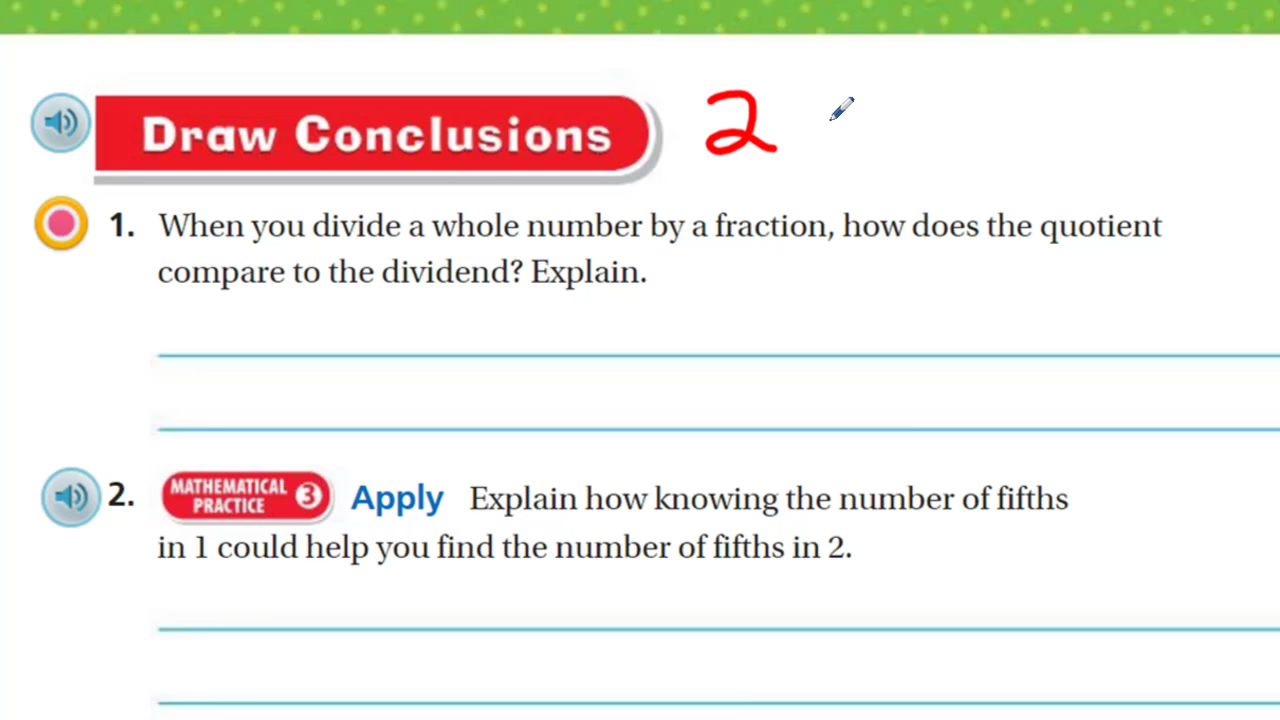 Draw Conclusions 2
1. When you divide a whole number by a fraction, how does the quotient
compare to the dividend? Explain.
2. MATHEMATICAL PRACTICE 3 Apply Explain how knowing the number of fifths
in 1 could help you find the number of fifths in 2.